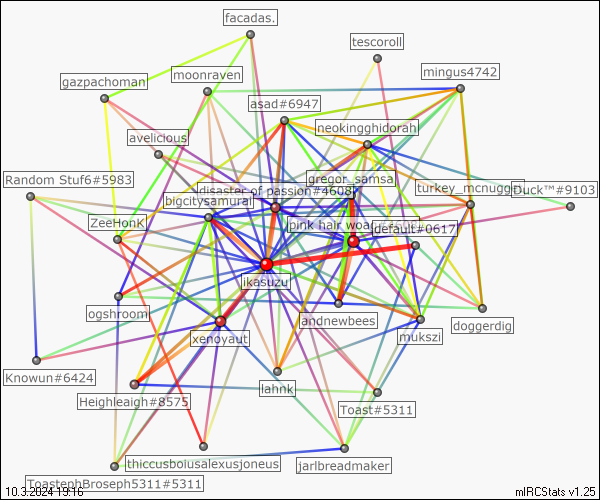 facadas.
tescoroll
mingus4742
moonraven
gazpachoman
asad#6947
neokingghidorah
avelicious
Random Stuf6#5983
gregor_samsa
disaster of passion#4608
turkey_mcnugge
Duck™#9103
bigcitysamurai
ZeeHonk
pink hair woa
default#0617
ikasuzu
ogshroom
andnewbees
doggerdig
xenoyaut
mukszi
Knowun#6424
lahnk
Heighleigh#8575
Toast#5311
thiccusbolusalexusjoneus
jarlbreadmaker
ToastephBroseph5311#5311
10.3.2024 19:16
mIRCStats v1.25